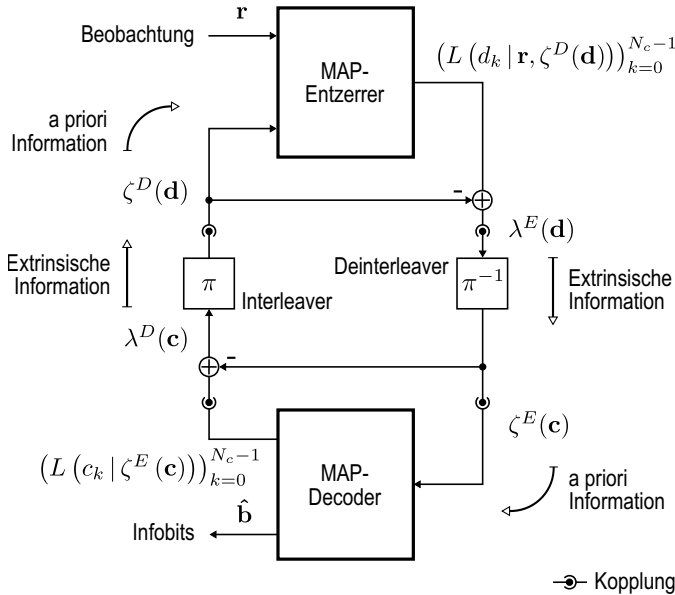 r
Beobachtung
MAP-
Entzerrer
(L (d_k | r, ζ^D(d)))_{k=0}^{N_c−1}
a priori
Information
ζ^D(d)
-
λ^E(d)
Extrinsische
Information
π
Interleaver
Deinterleaver
π^{−1}
Extrinsische
Information
λ^D(c)
-
ζ^E(c)
(L (c_k | ζ^E (c)))_{k=0}^{N_c−1}
MAP-
Decoder
a priori
Information
b̂
Infobits
Kopplung